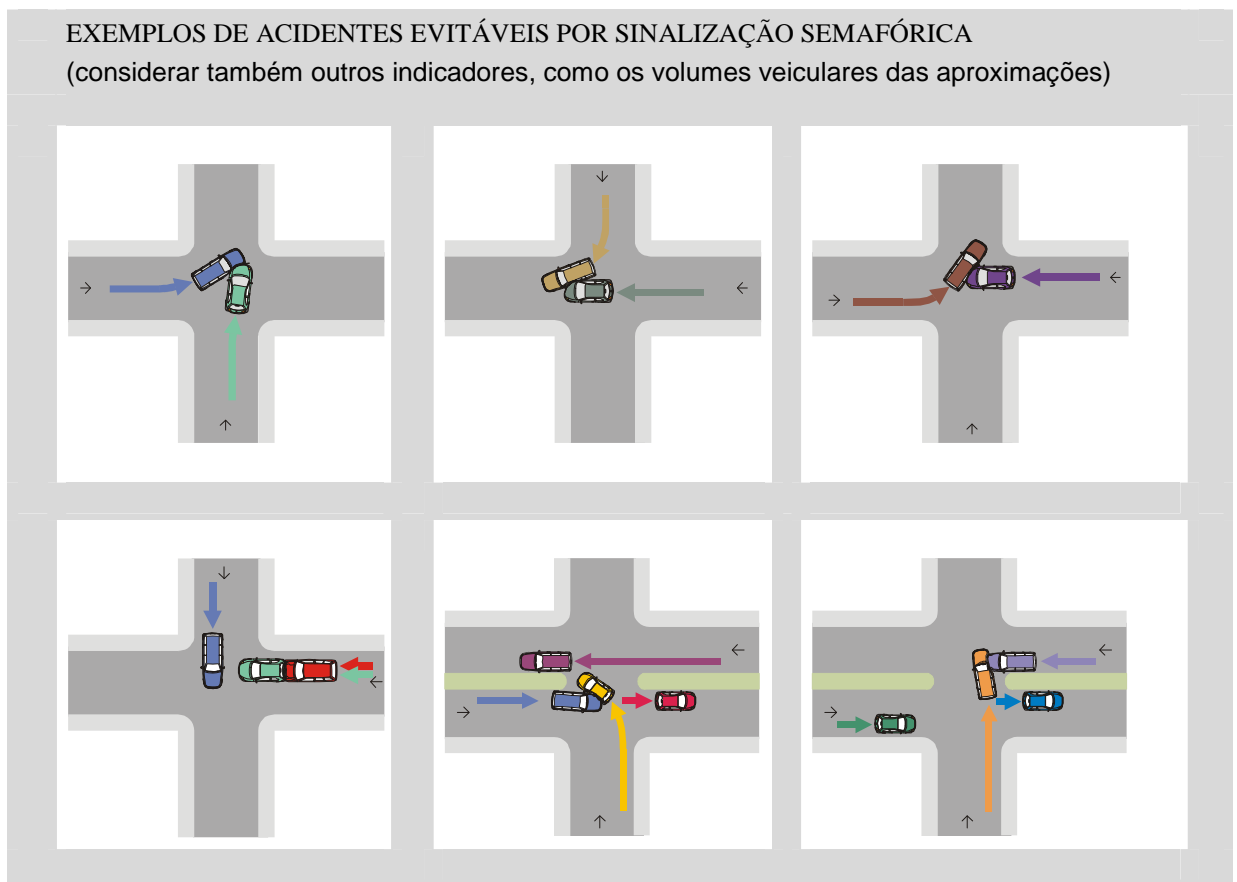 EXEMPLOS DE ACIDENTES EVITÁVEIS POR SINALIZAÇÃO SEMAFÓRICA
(considerar também outros indicadores, como os volumes veiculares das aproximações)